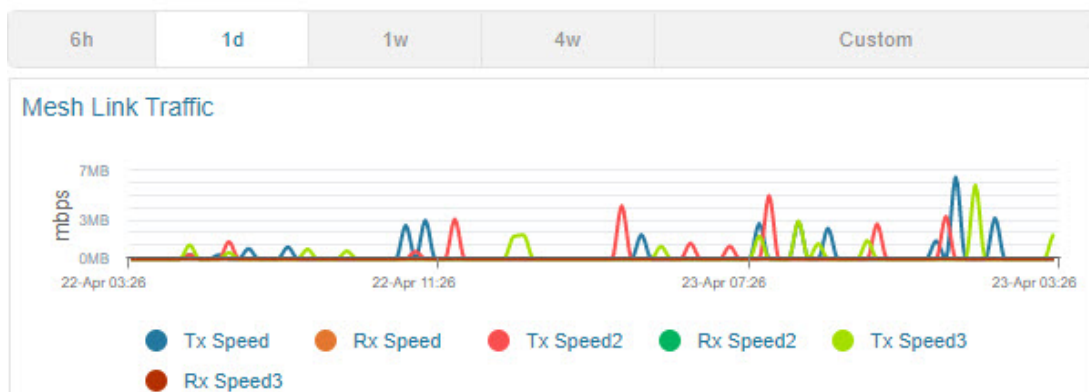 6h 1d 1w 4w Custom
Mesh Link Traffic
7MB
mbps
3MB
0MB
22-Apr 03:26 22-Apr 11:26 23-Apr 07:26 23-Apr 03:26
Tx Speed Rx Speed Tx Speed2 Rx Speed2 Tx Speed3
Rx Speed3